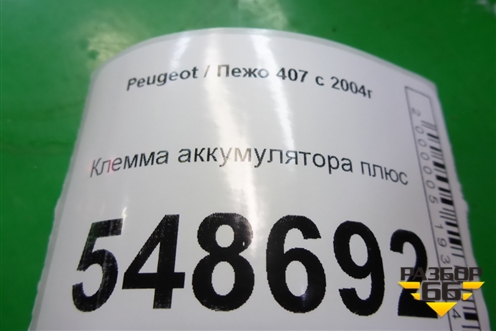 Peugeot / Пежо 407 с 2004г
Клемма аккумулятора плюс
548692
РАЗБОР
66